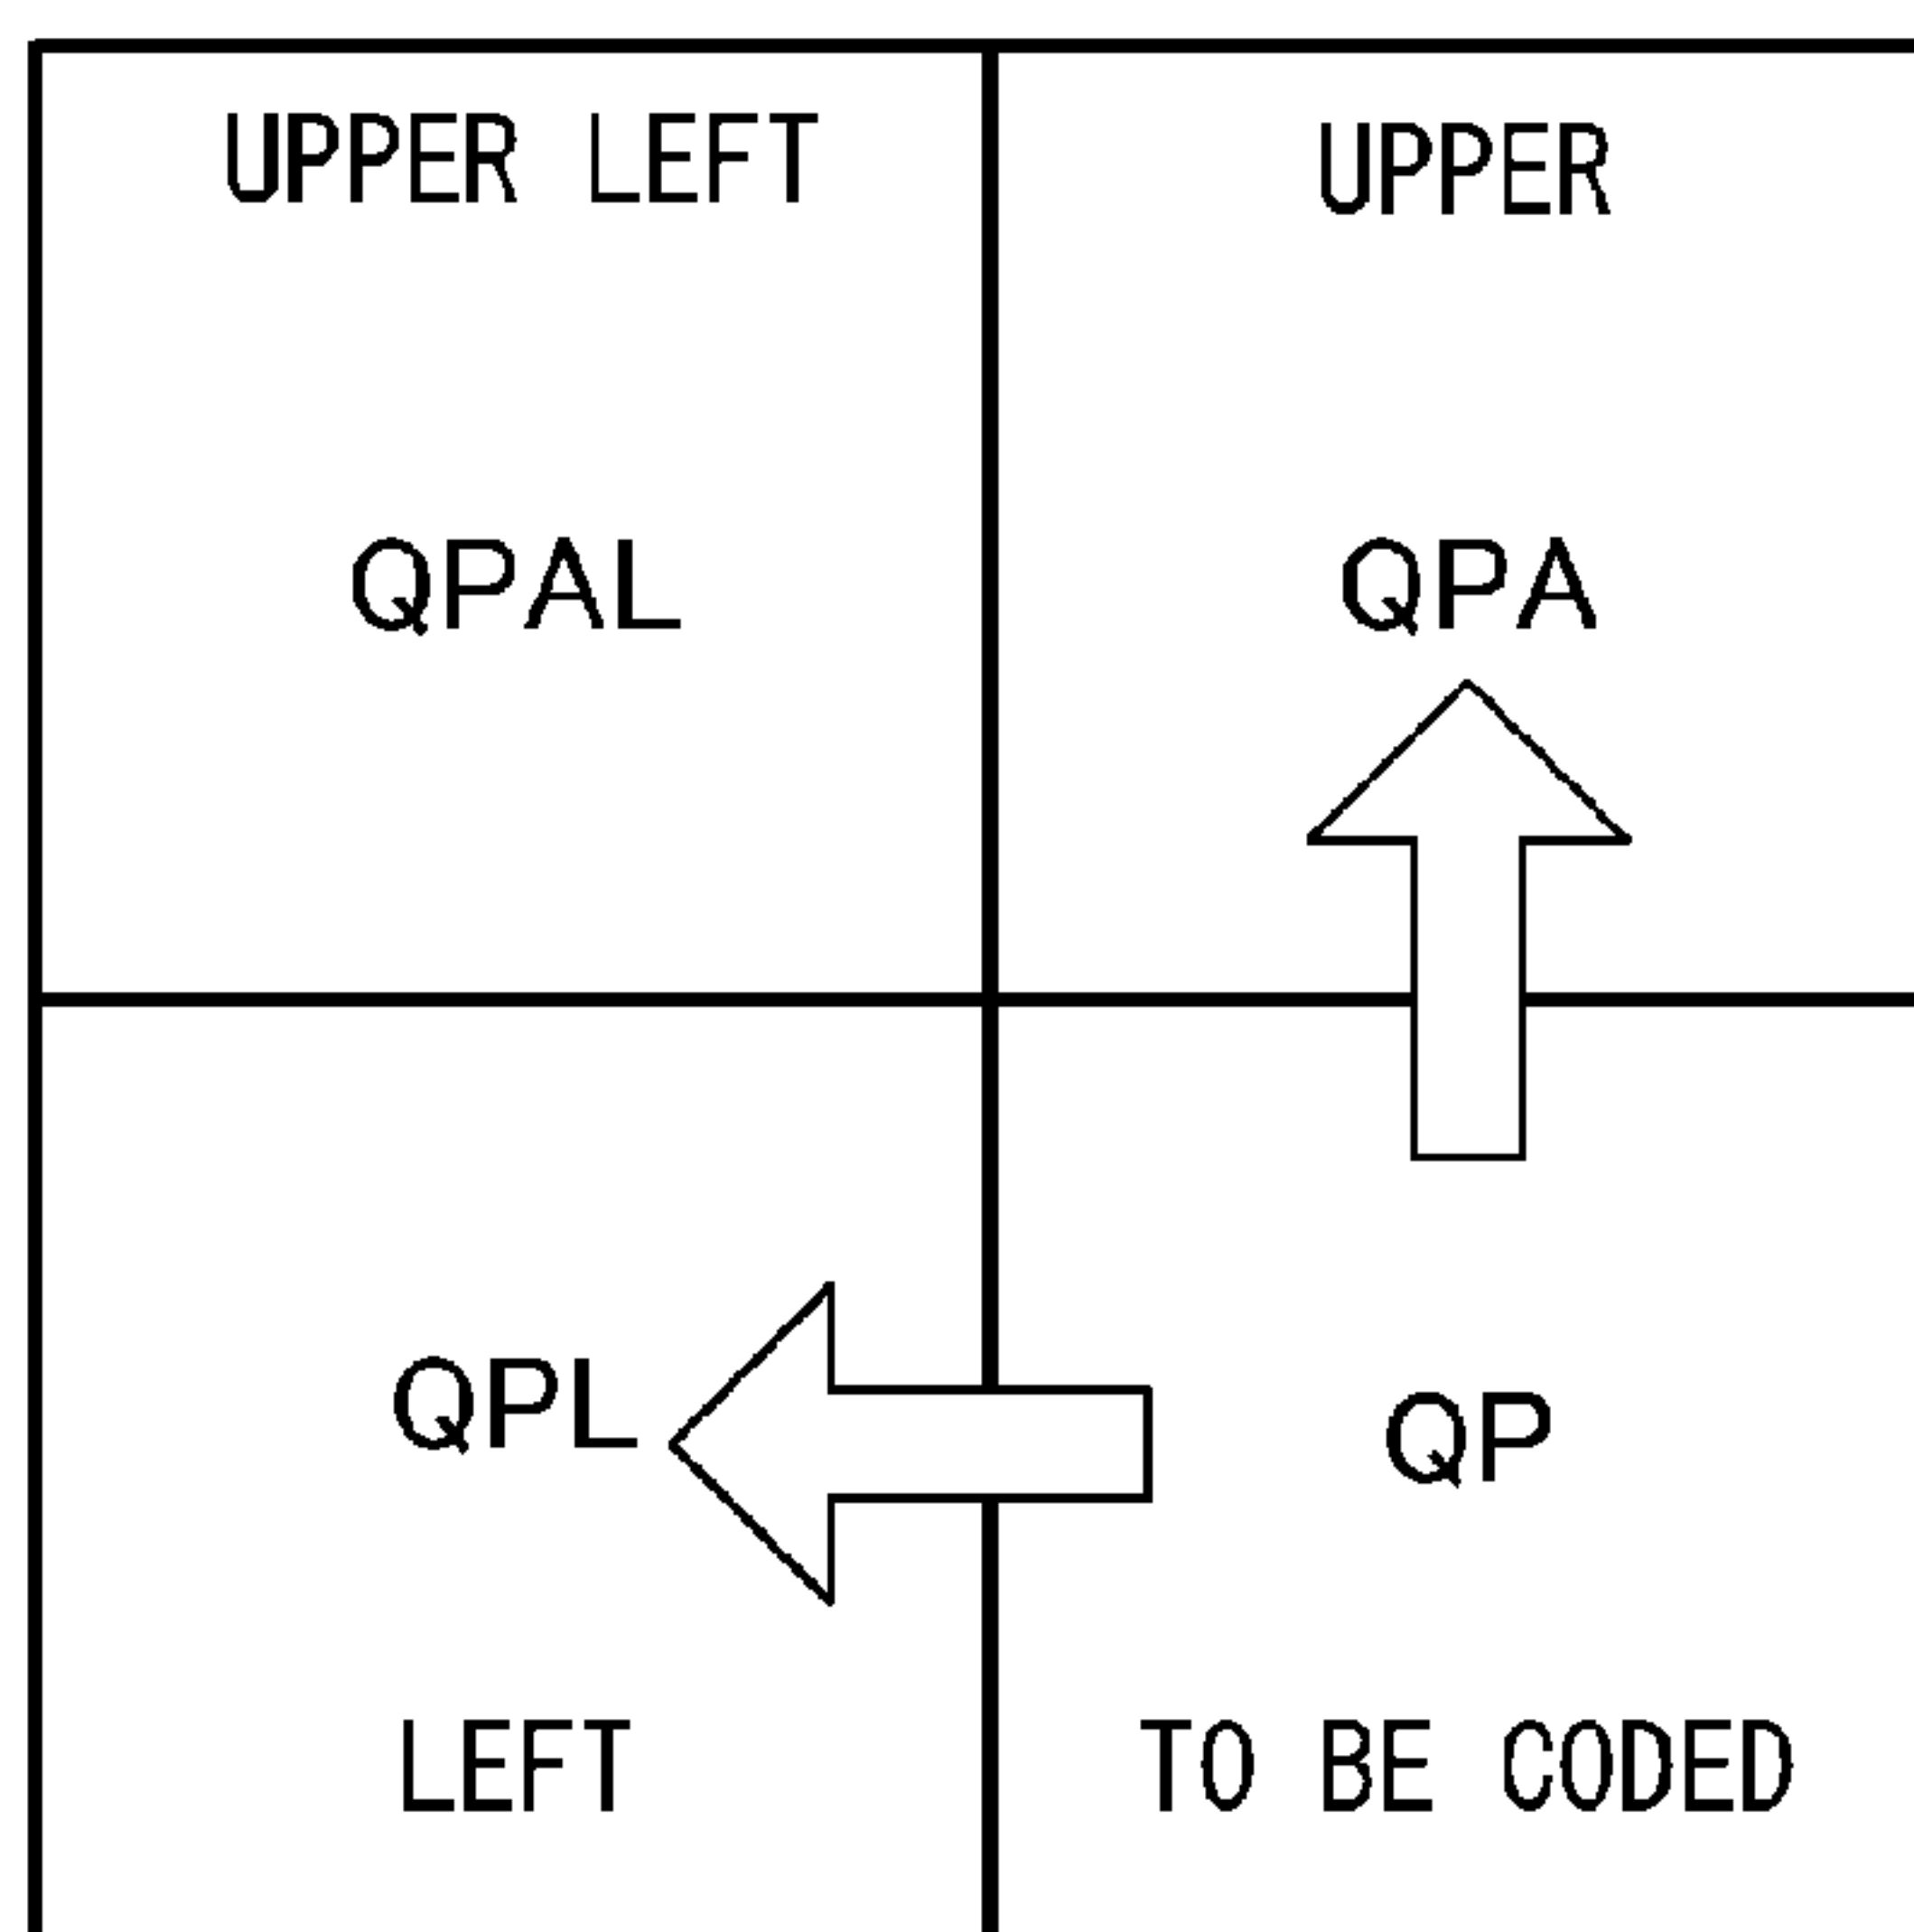 UPPER LEFT
UPPER
QPAL
QPA
QPL
QP
LEFT
TO BE CODED